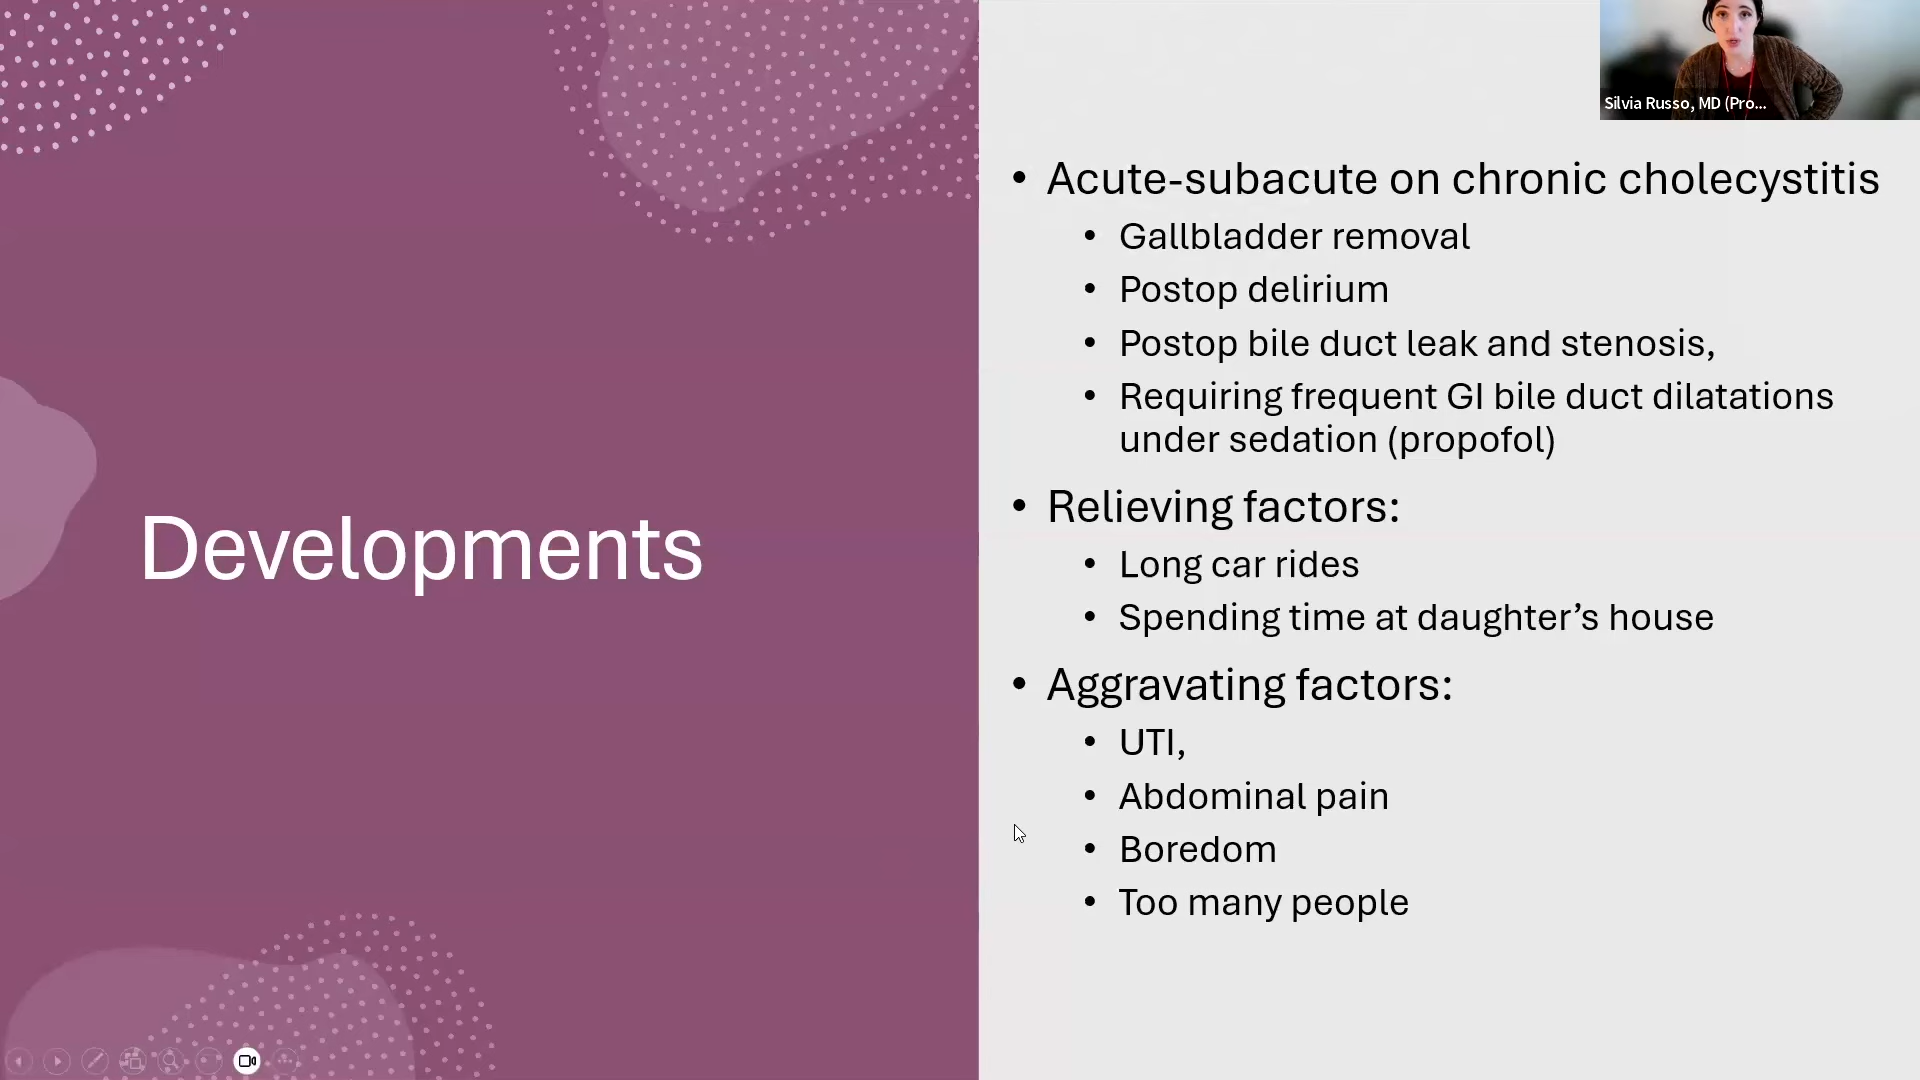 Silvia Russo, MD (Pro...
Developments
• Acute-subacute on chronic cholecystitis
• Gallbladder removal
• Postop delirium
• Postop bile duct leak and stenosis,
• Requiring frequent GI bile duct dilatations
under sedation (propofol)
• Relieving factors:
• Long car rides
• Spending time at daughter’s house
• Aggravating factors:
• UTI,
• Abdominal pain
• Boredom
• Too many people